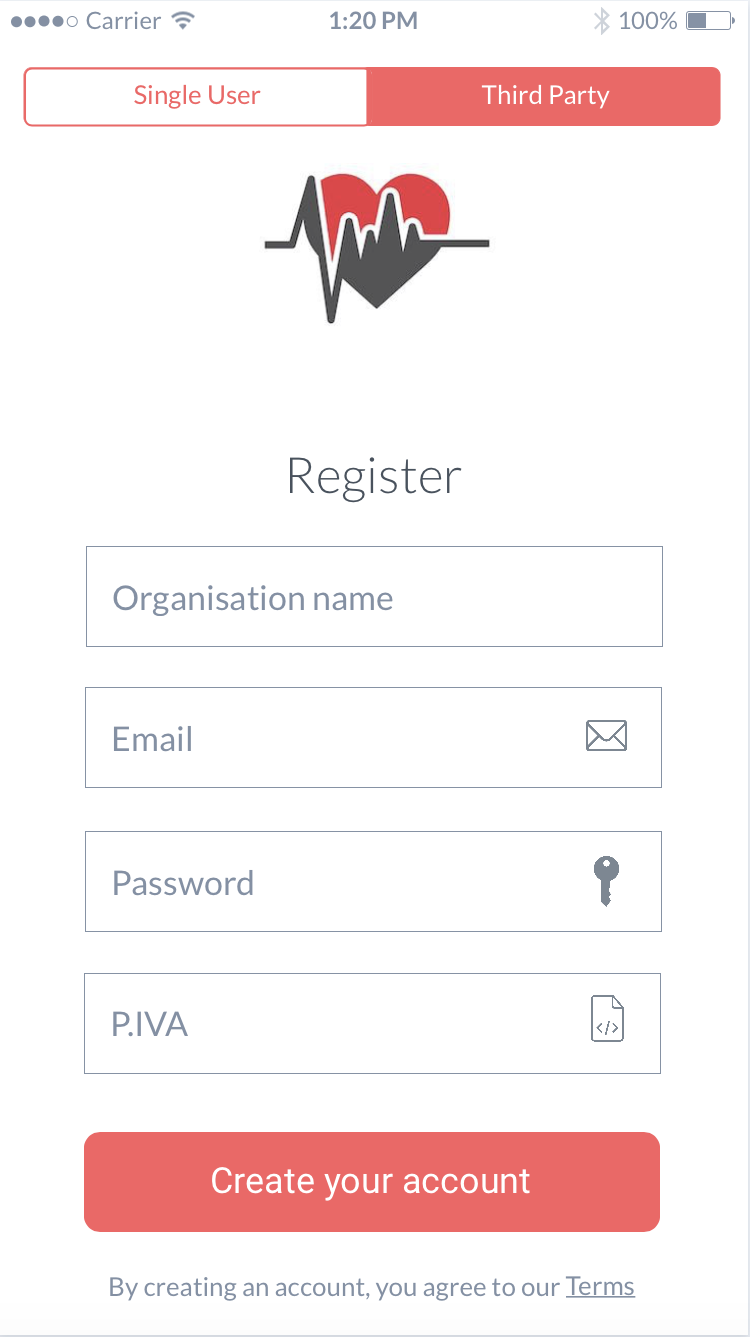 Carrier 1:20 PM 100%
Single User Third Party
Register
Organisation name
Email
Password
P.IVA
</>
Create your account
By creating an account, you agree to our Terms